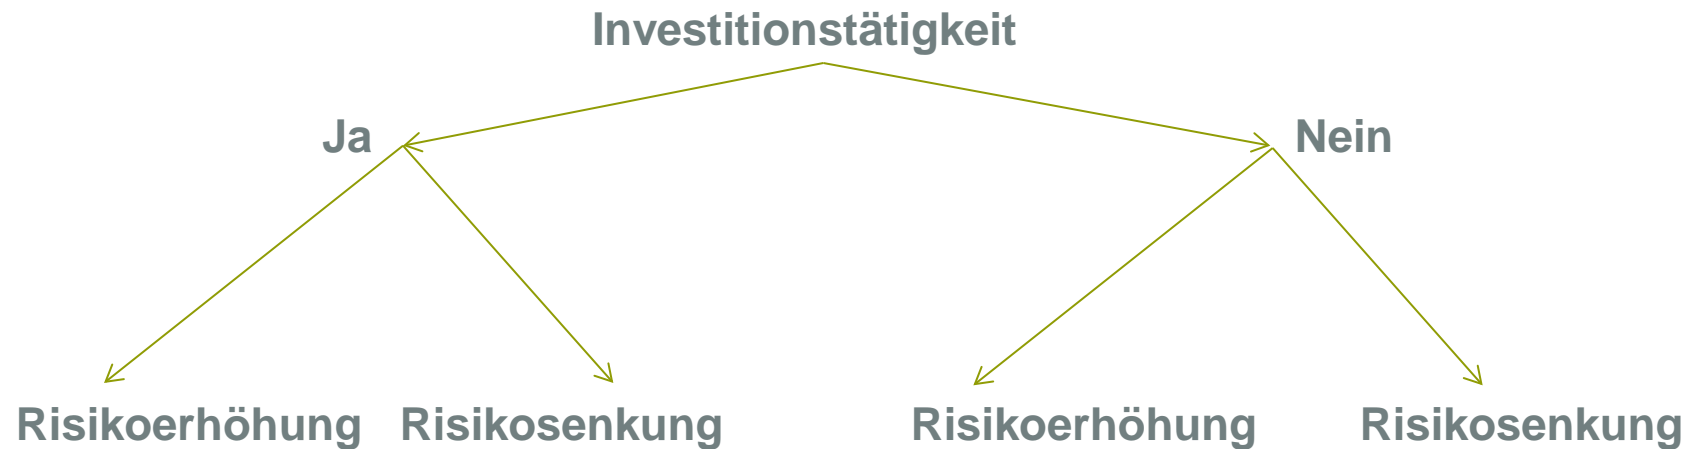 Investitionstätigkeit
Ja
Nein
Risikoerhöhung
Risikosenkung
Risikoerhöhung
Risikosenkung